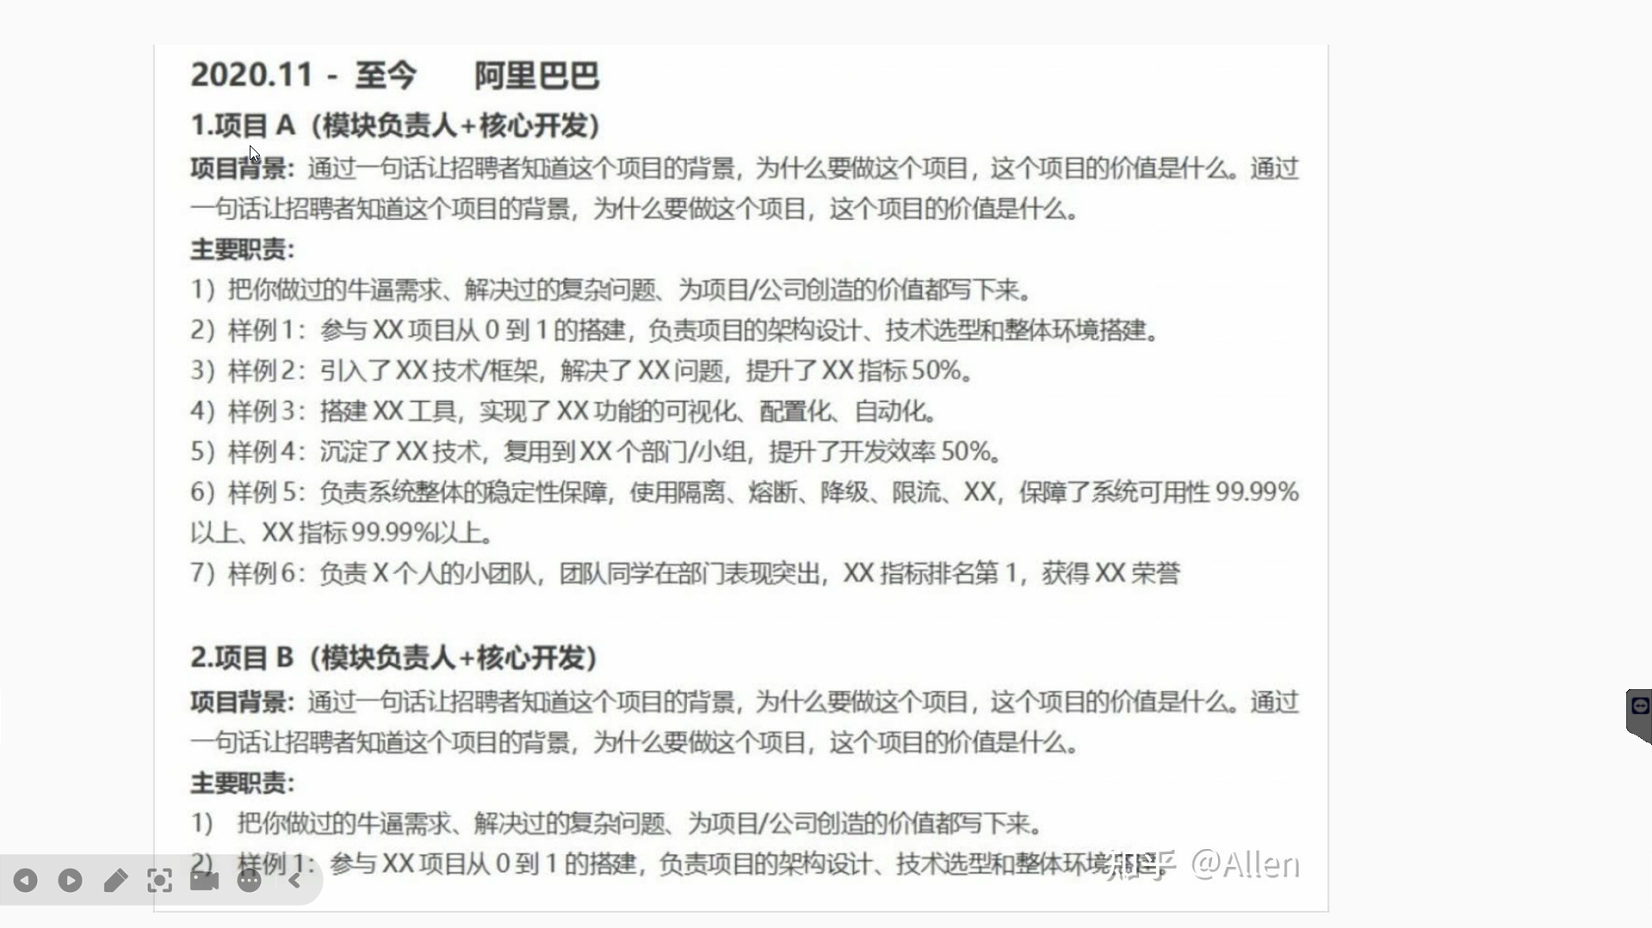 2020.11 - 至今 阿里巴巴
1.项目 A（模块负责人+核心开发）
项目背景：通过一句话让招聘者知道这个项目的背景，为什么要做这个项目，这个项目的价值是什么。通过
一句话让招聘者知道这个项目的背景，为什么要做这个项目，这个项目的价值是什么。
主要职责：
1）把你做过的牛逼需求、解决过的复杂问题、为项目/公司创造的价值都写下来。
2）样例 1：参与 XX 项目从 0 到 1 的搭建，负责项目的架构设计、技术选型和整体环境搭建。
3）样例 2：引入了 XX 技术/框架，解决了 XX 问题，提升了 XX 指标 50%。
4）样例 3：搭建 XX 工具，实现了 XX 功能的可视化、配置化、自动化。
5）样例 4：沉淀了 XX 技术，复用到 XX 个部门/小组，提升了开发效率 50%。
6）样例 5：负责系统整体的稳定性保障，使用隔离、熔断、降级、限流、XX，保障了系统可用性 99.99%
以上、XX 指标 99.99%以上。
7）样例 6：负责 X 个人的小团队，团队同学在部门表现突出，XX 指标排名第 1，获得 XX 荣誉
2.项目 B（模块负责人+核心开发）
项目背景：通过一句话让招聘者知道这个项目的背景，为什么要做这个项目，这个项目的价值是什么。通过
一句话让招聘者知道这个项目的背景，为什么要做这个项目，这个项目的价值是什么。
主要职责：
1） 把你做过的牛逼需求、解决过的复杂问题、为项目/公司创造的价值都写下来。
2） 样例 1：参与 XX 项目从 0 到 1 的搭建，负责项目的架构设计、技术选型和整体环境搭建。
知乎 @Allen